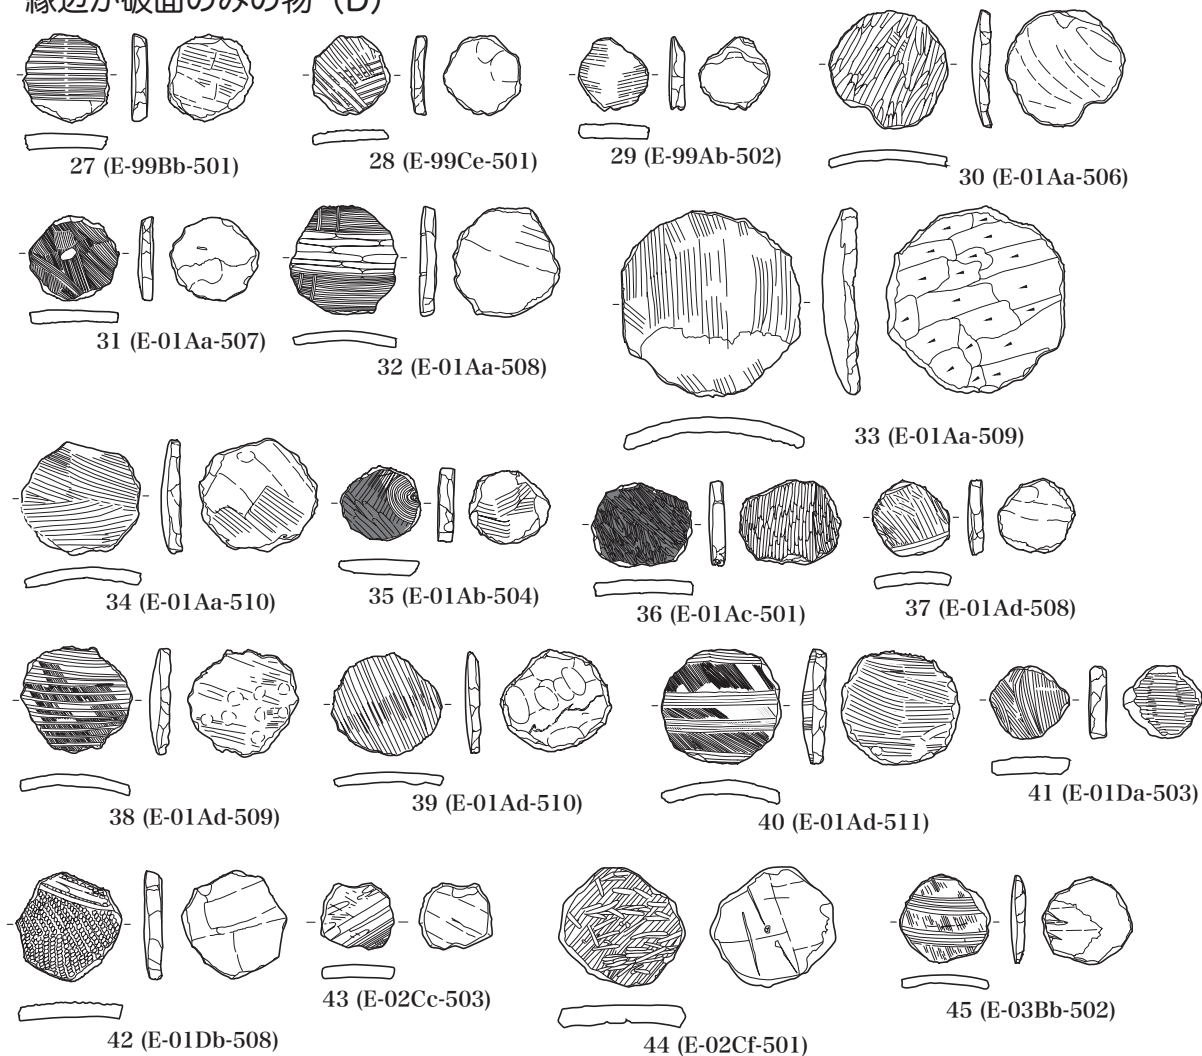 縁辺が破面のみの物（D）
27 (E-99Bb-501)
28 (E-99Ce-501)
29 (E-99Ab-502)
30 (E-01Aa-506)
31 (E-01Aa-507)
32 (E-01Aa-508)
33 (E-01Aa-509)
34 (E-01Aa-510)
35 (E-01Ab-504)
36 (E-01Ac-501)
37 (E-01Ad-508)
38 (E-01Ad-509)
39 (E-01Ad-510)
40 (E-01Ad-511)
41 (E-01Da-503)
42 (E-01Db-508)
43 (E-02Cc-503)
44 (E-02Cf-501)
45 (E-03Bb-502)